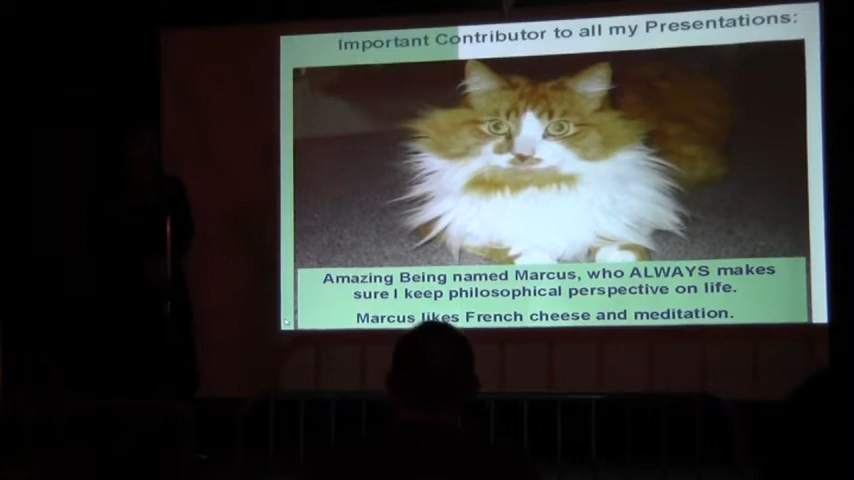 Important Contributor to all my Presentations:
Amazing Being named Marcus, who ALWAYS makes
sure I keep philosophical perspective on life.
Marcus likes French cheese and meditation.